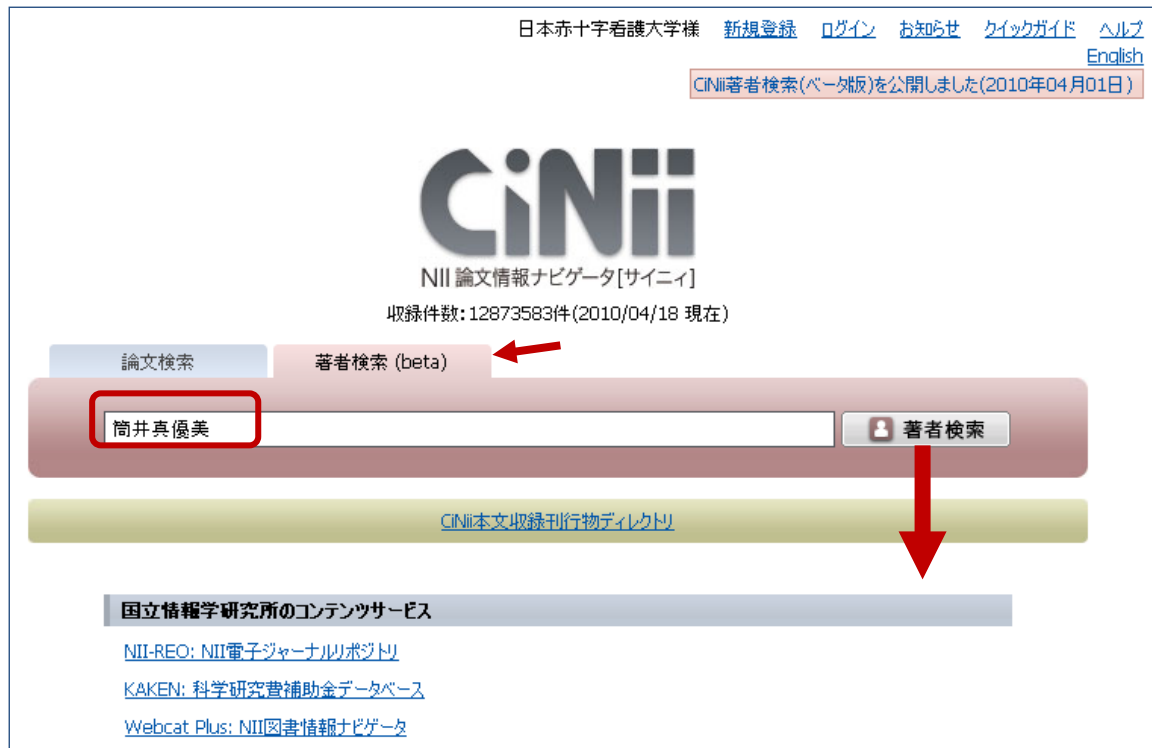 日本赤十字看護大学様 新規登録 ログイン お知らせ クイックガイド ヘルプ
English
CiNii著者検索(ベータ版)を公開しました(2010年04月01日)
CiNii
NII 論文情報ナビゲータ[サイニィ]
収録件数:12873583件(2010/04/18 現在)
論文検索 著者検索 (beta)
筒井真優美 著者検索
CiNii本文収録刊行物ディレクトリ
国立情報学研究所のコンテンツサービス
NII-REO: NII電子ジャーナルリポジトリ
KAKEN: 科学研究費補助金データベース
Webcat Plus: NII図書情報ナビゲータ